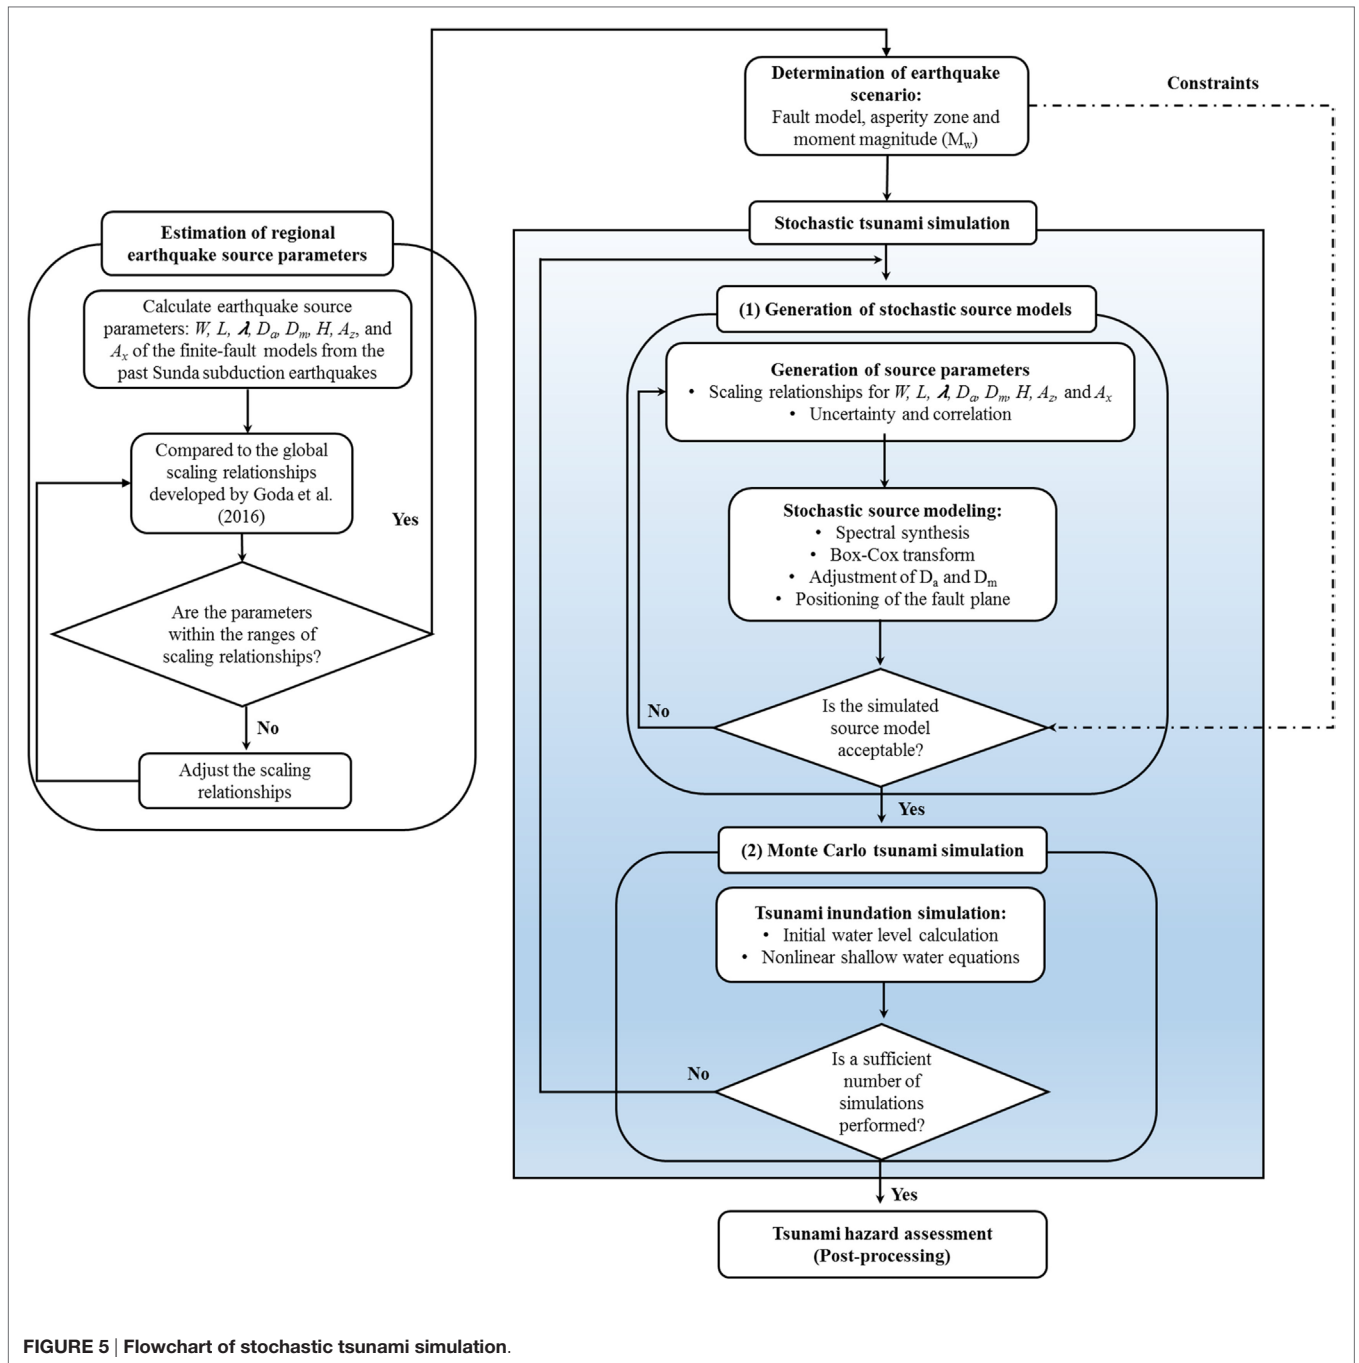 Determination of earthquake
scenario:
Fault model, asperity zone and
moment magnitude (Mw)
Constraints
Estimation of regional
earthquake source parameters
Calculate earthquake source
parameters: W, L, λ, Da, Dm, H, Az, and
Ax of the finite-fault models from the
past Sunda subduction earthquakes
Compared to the global
scaling relationships
developed by Goda et al.
(2016)
Yes
Are the parameters
within the ranges of
scaling relationships?
No
Adjust the scaling
relationships
Stochastic tsunami simulation
(1) Generation of stochastic source models
Generation of source parameters
• Scaling relationships for W, L, λ, Da, Dm, H, Az, and Ax
• Uncertainty and correlation
Stochastic source modeling:
• Spectral synthesis
• Box-Cox transform
• Adjustment of Da and Dm
• Positioning of the fault plane
No
Is the simulated
source model
acceptable?
Yes
(2) Monte Carlo tsunami simulation
Tsunami inundation simulation:
• Initial water level calculation
• Nonlinear shallow water equations
No
Is a sufficient
number of
simulations
performed?
Yes
Tsunami hazard assessment
(Post-processing)
FIGURE 5 | Flowchart of stochastic tsunami simulation.